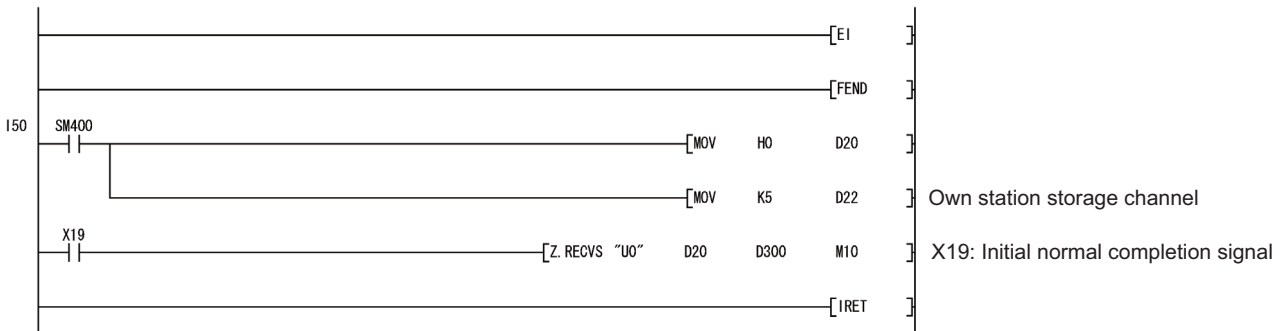 [EI ]
[FEND ]
I50 SM400
[MOV H0 D20 ]
[MOV K5 D22 ] Own station storage channel
X19
[Z.RECVS "U0" D20 D300 M10 ] X19: Initial normal completion signal
[IRET ]